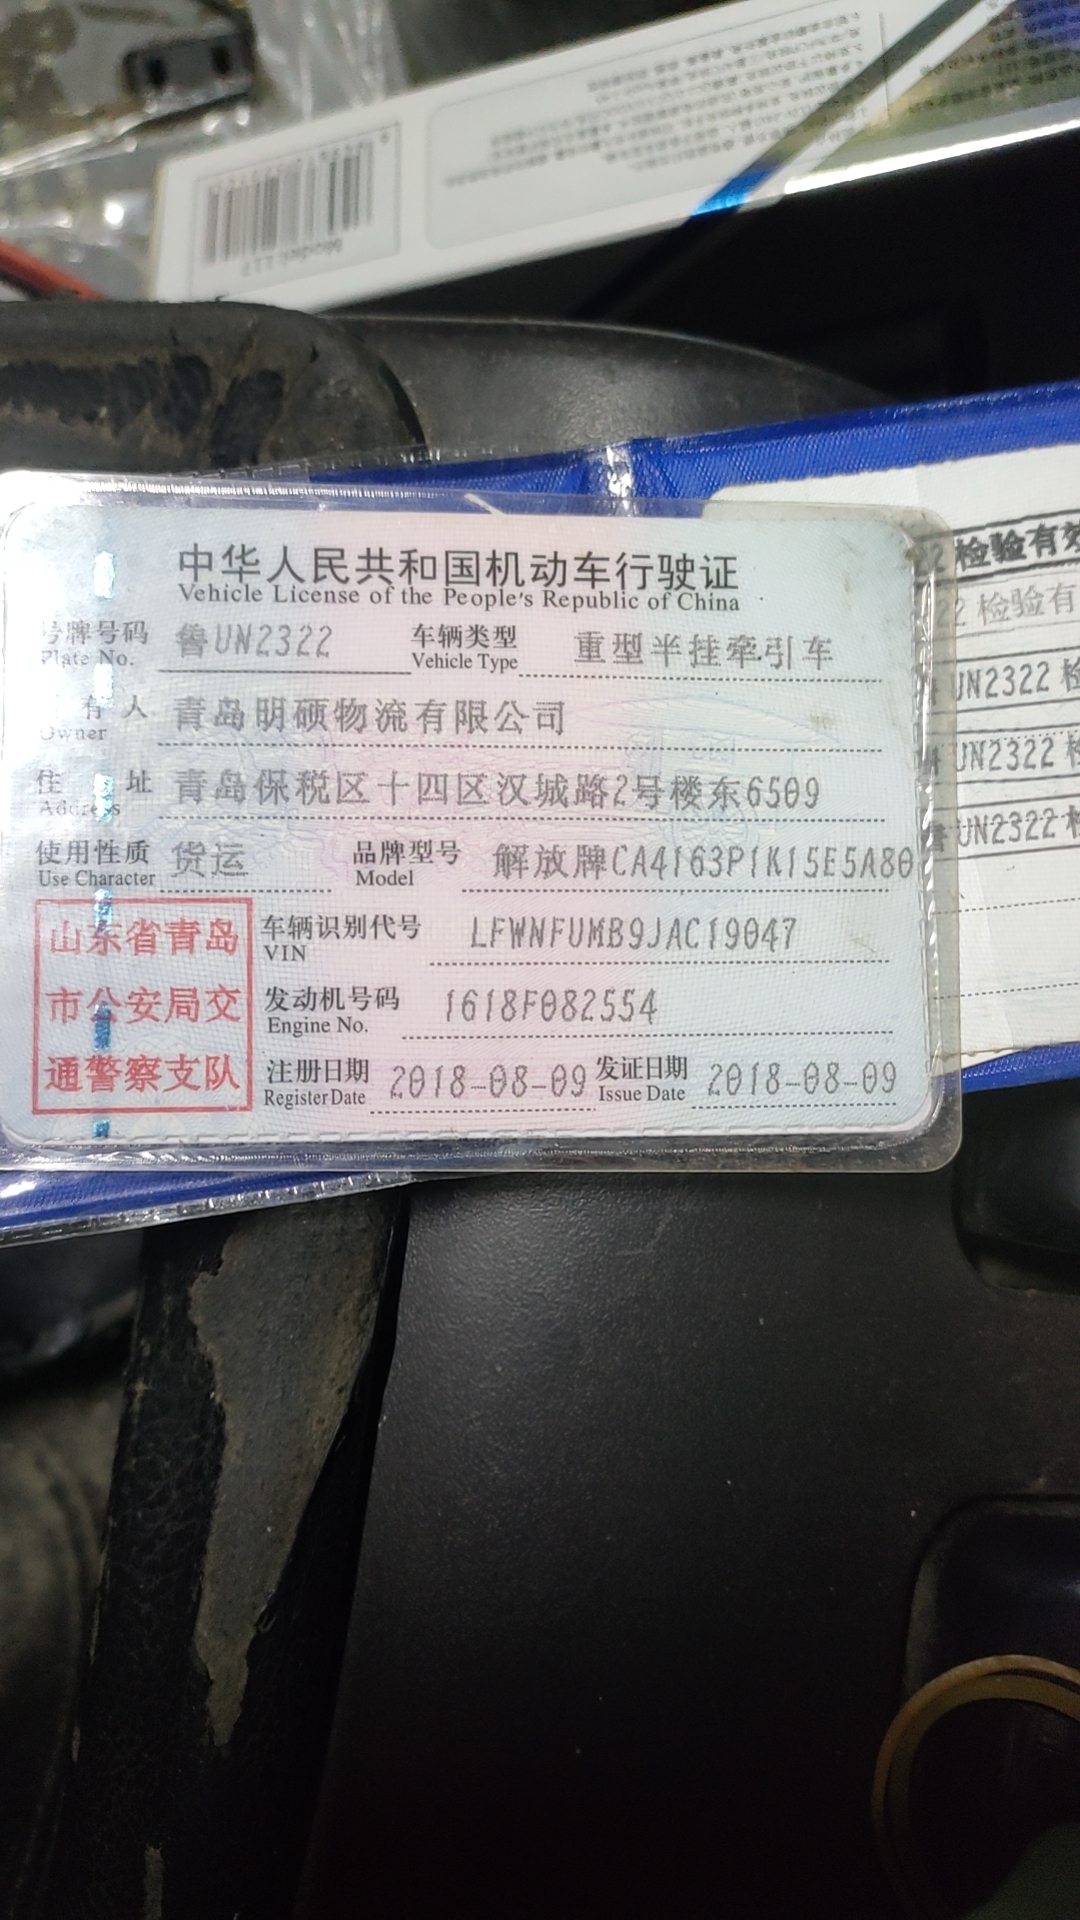 Model:117
中华人民共和国机动车行驶证
Vehicle License of the People's Republic of China
号牌号码 鲁UN2322 车辆类型 重型半挂牵引车
Plate No. Vehicle Type
有人 青岛明硕物流有限公司
Owner
住址 青岛保税区十四区汉城路2号楼东6509
Address
使用性质 货运 品牌型号 解放牌CA4163P1K15E5A80
Use Character Model
山东省青岛
市公安局交
通警察支队
车辆识别代号 LFWNFUMB9JAC19047
VIN
发动机号码 1618F082554
Engine No.
注册日期 2018-08-09 发证日期 2018-08-09
Register Date Issue Date
22 检验有效
22 检验有
UN2322 检
UN2322 检
UN2322 检